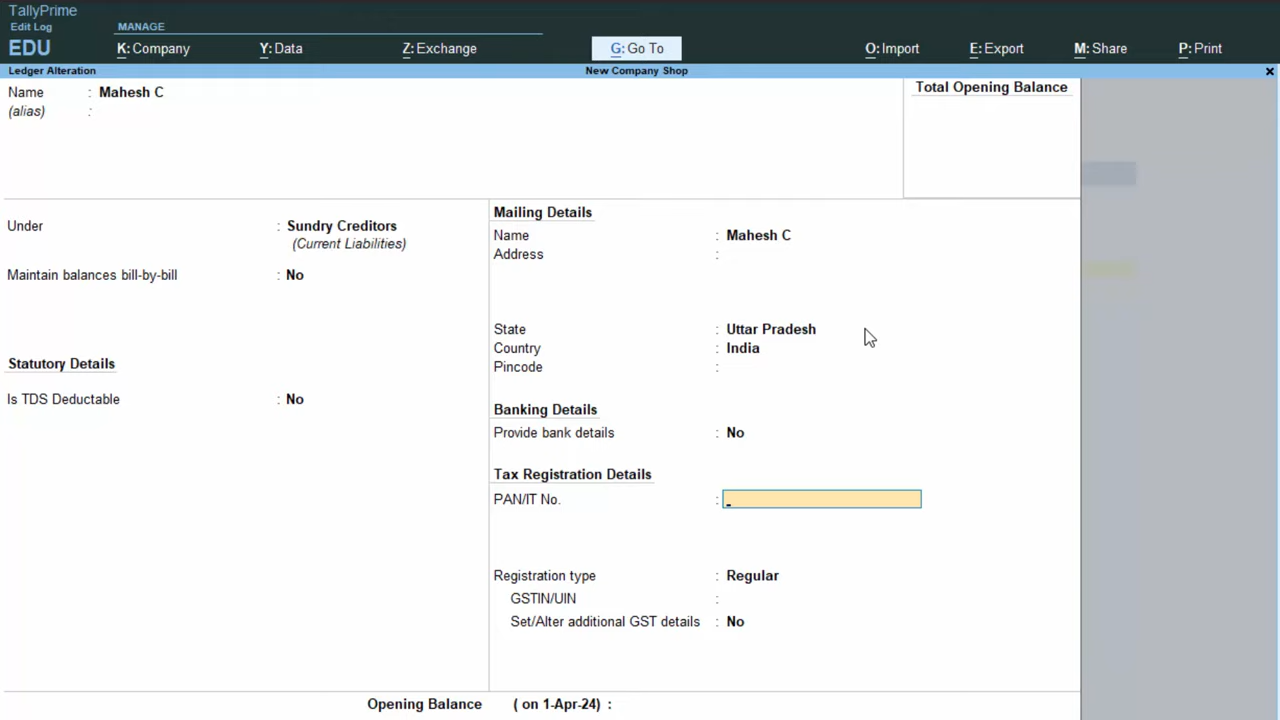 TallyPrime
Edit Log
MANAGE
EDU
K: Company
Y: Data
Z: Exchange
G: Go To
O: Import
E: Export
M: Share
P: Print
Ledger Alteration
New Company Shop
×
Name : Mahesh C
(alias) :
Total Opening Balance
Under : Sundry Creditors
(Current Liabilities)
Maintain balances bill-by-bill : No
Statutory Details
Is TDS Deductable : No
Mailing Details
Name : Mahesh C
Address :
State : Uttar Pradesh
Country : India
Pincode :
Banking Details
Provide bank details : No
Tax Registration Details
PAN/IT No. :
Registration type : Regular
GSTIN/UIN :
Set/Alter additional GST details : No
Opening Balance ( on 1-Apr-24) :